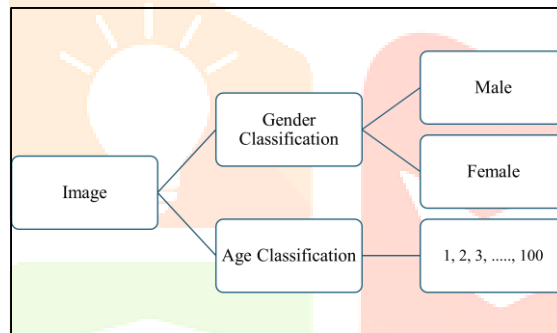 Image
Gender
Classification
Male
Female
Age Classification
1, 2, 3, ....., 100